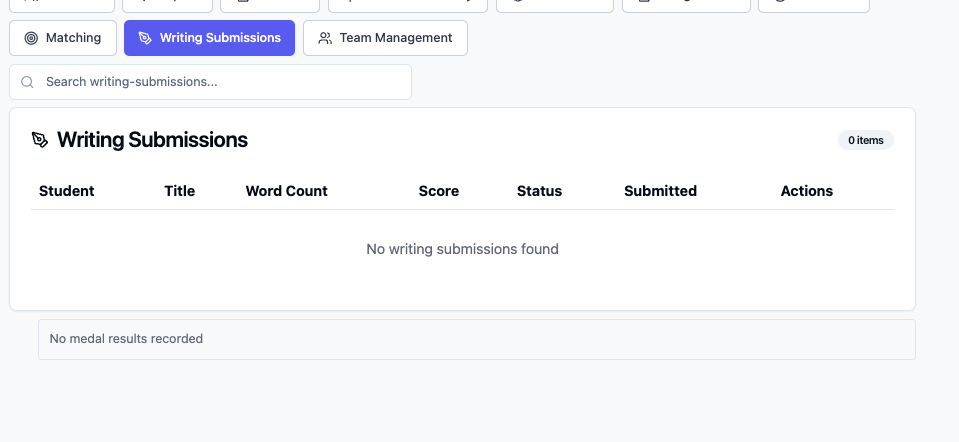 Matching
Writing Submissions
Team Management
Search writing-submissions...
Writing Submissions
0 items
Student Title Word Count Score Status Submitted Actions
No writing submissions found
No medal results recorded